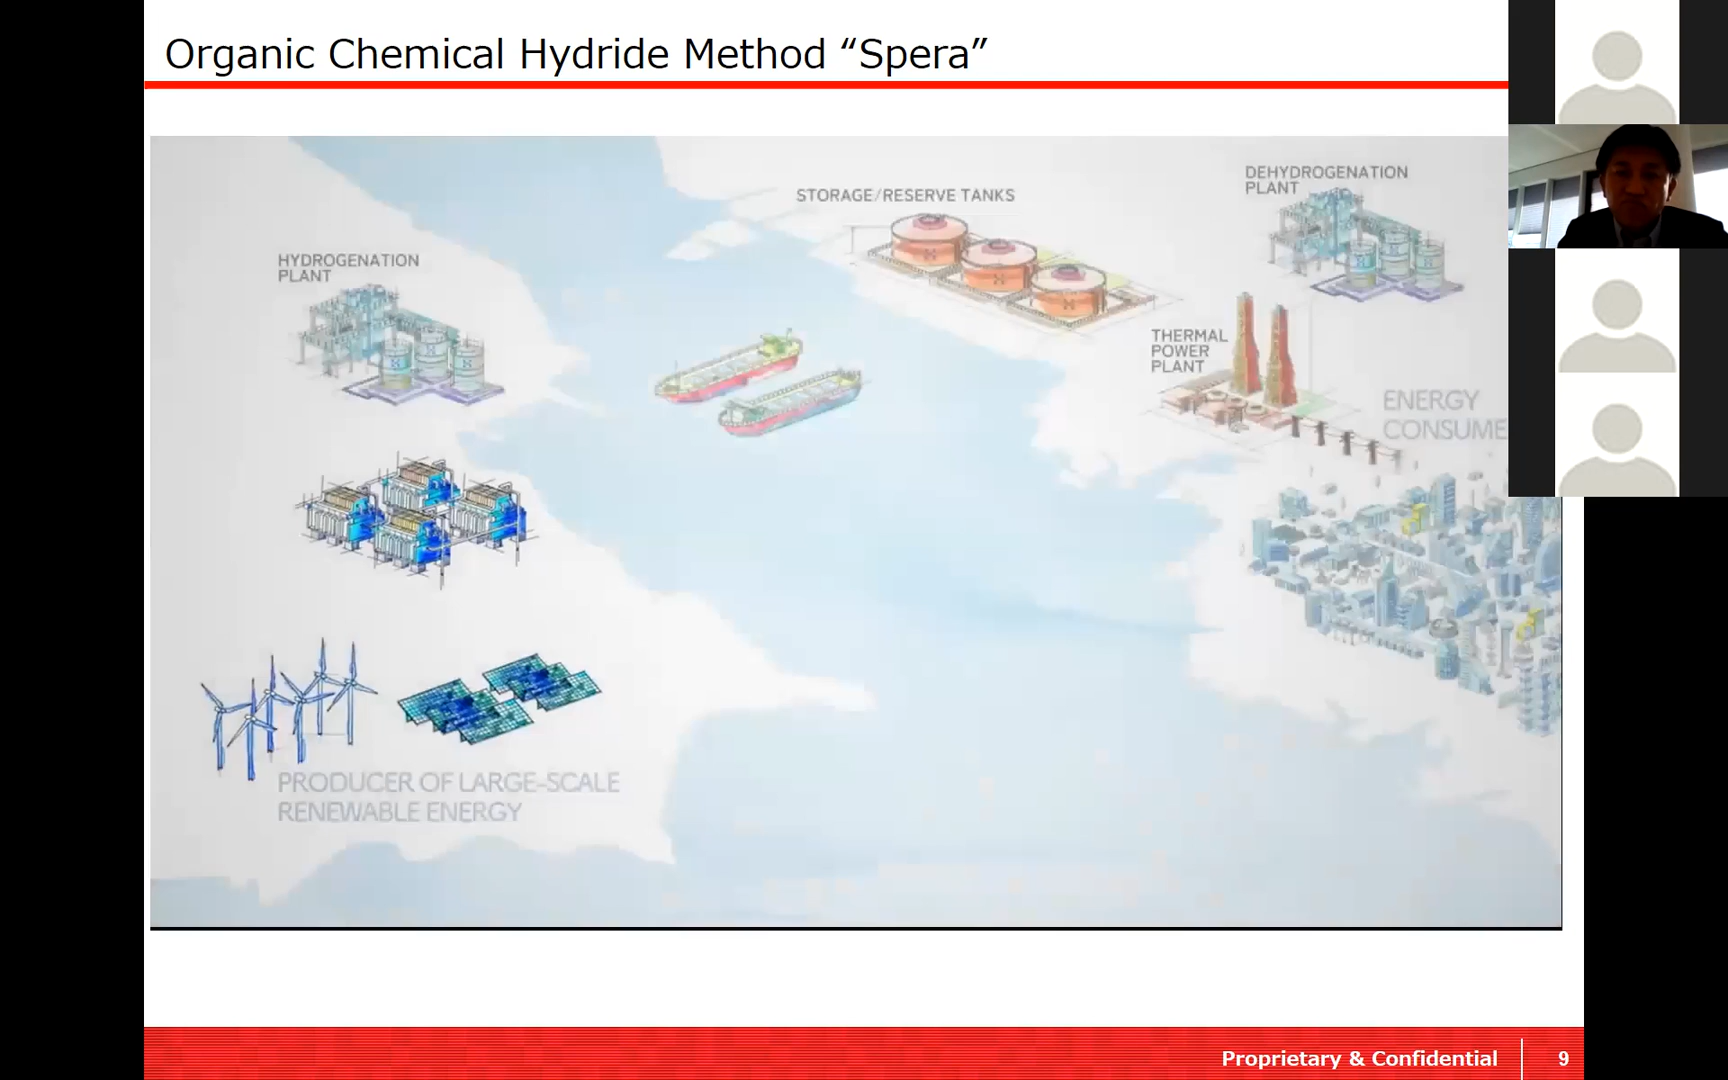 Organic Chemical Hydride Method “Spera”
STORAGE/RESERVE TANKS
DEHYDROGENATION
PLANT
HYDROGENATION
PLANT
THERMAL
POWER
PLANT
ENERGY
CONSUME
PRODUCER OF LARGE-SCALE
RENEWABLE ENERGY
Proprietary & Confidential
9